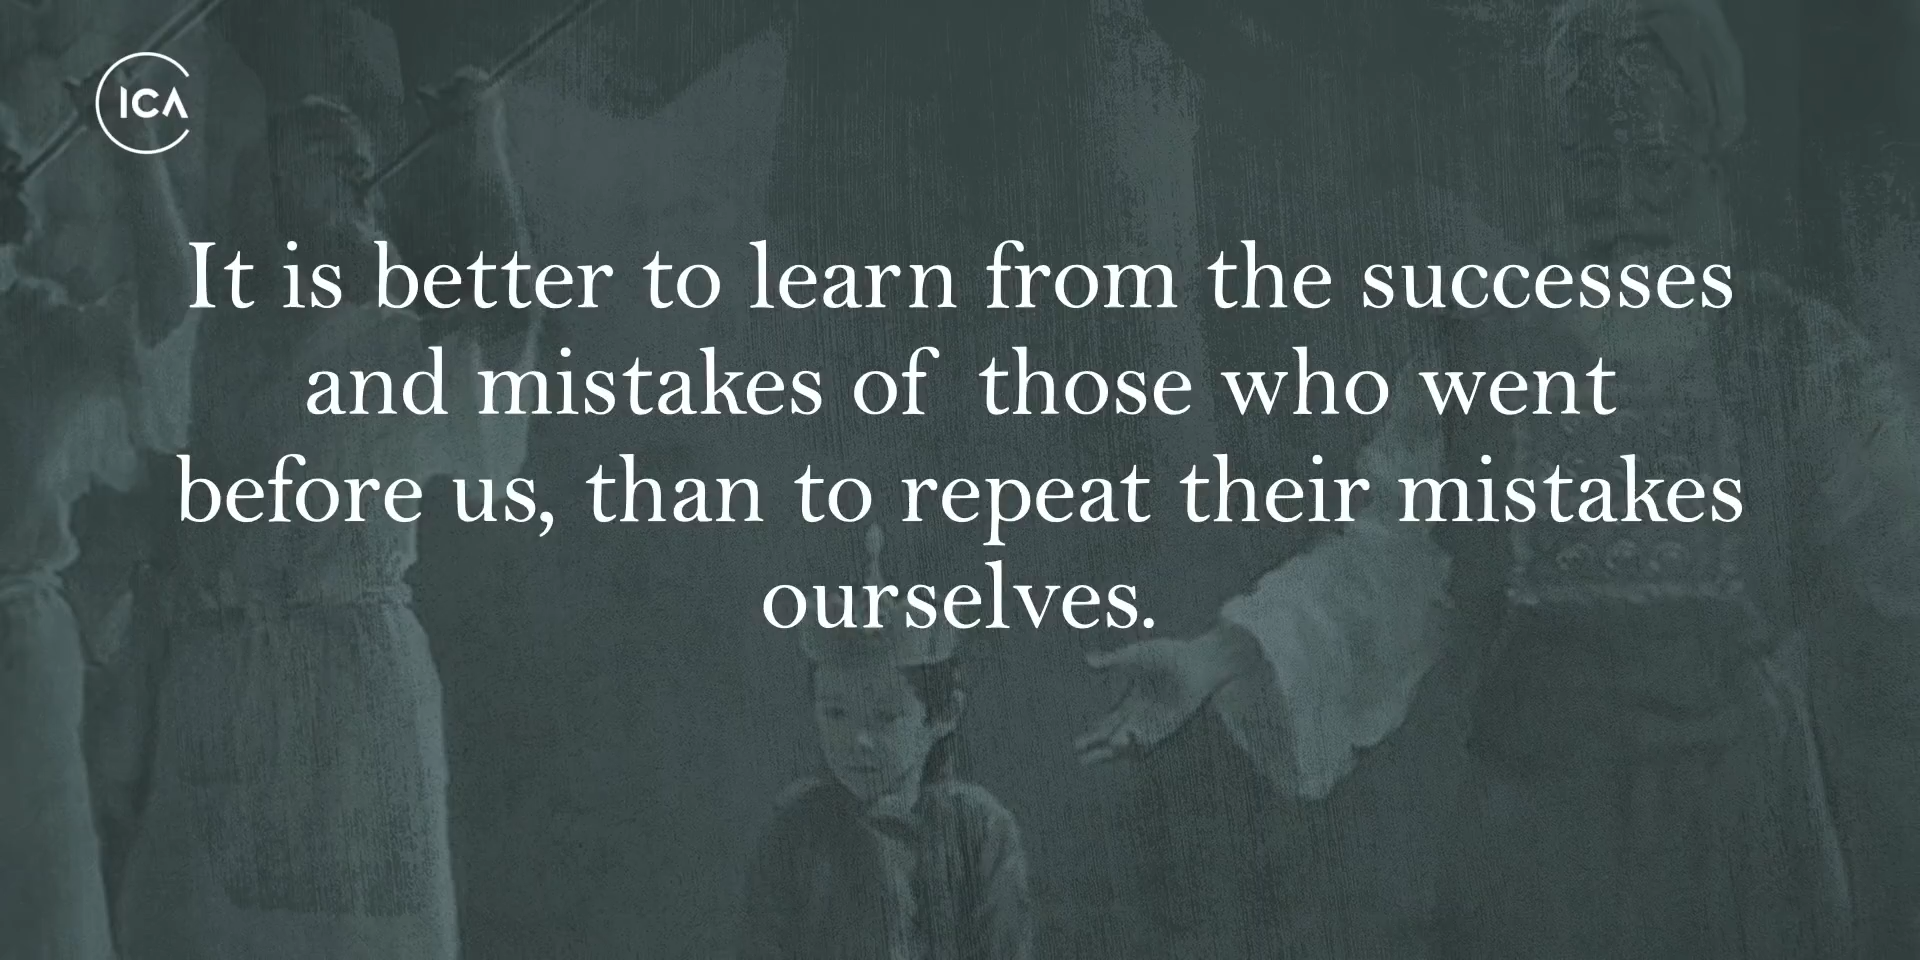 ICA
It is better to learn from the successes
and mistakes of those who went
before us, than to repeat their mistakes
ourselves.